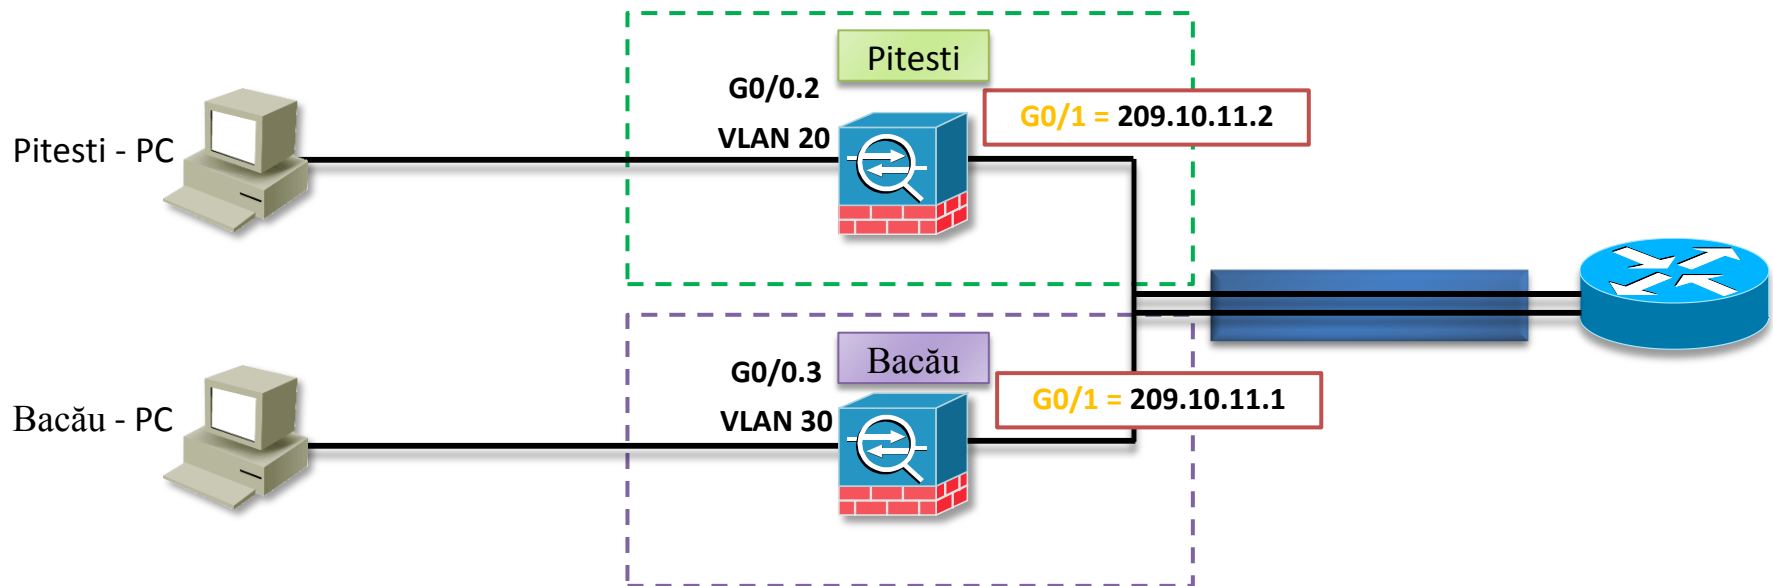 Pitesti
G0/0.2
G0/1 = 209.10.11.2
VLAN 20
Pitesti - PC
Bacău
G0/0.3
G0/1 = 209.10.11.1
VLAN 30
Bacău - PC